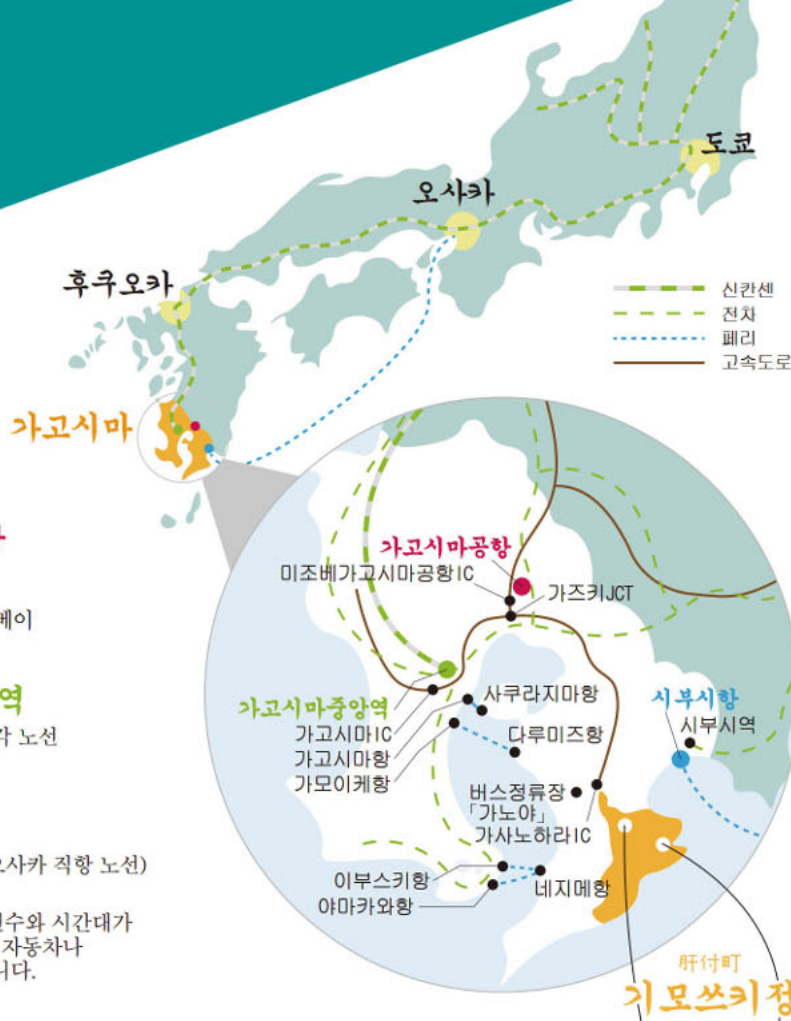 도쿄
오사카
후쿠오카
신칸센
전차
페리
고속도로
가고시마
가고시마공항
미조베가고시마공항IC
가즈키JCT
베이
역
각 노선
가고시마중앙역
가고시마IC
가고시마항
가모이케항
사쿠라지마항
다루미즈항
시부시항
시부시역
버스정류장
「가노야」
가사노하라IC
오사카 직항 노선)
이부스키항
야마카와항
네지메항
편수와 시간대가
자동차나
니다.
肝付町
기모쓰키정